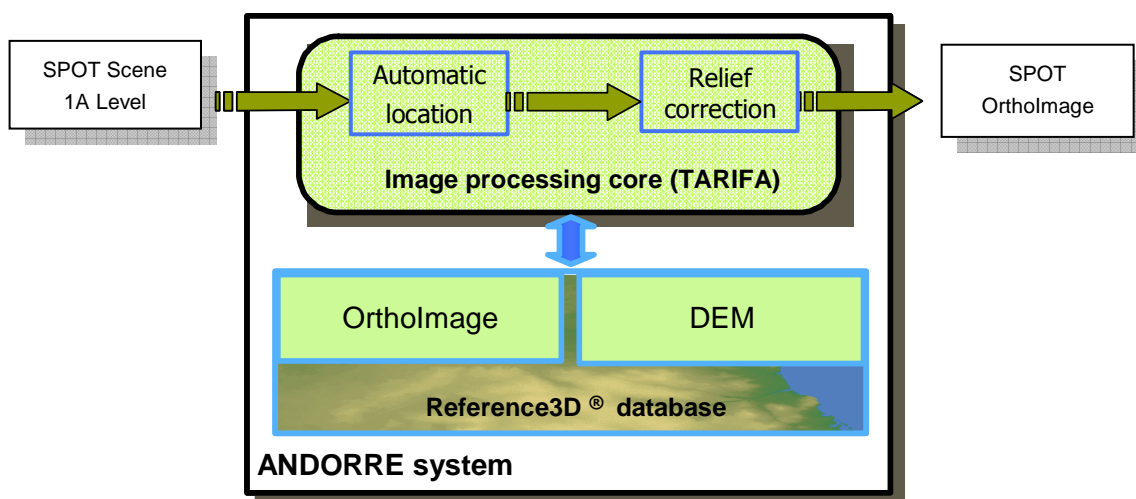 SPOT Scene
1A Level
Automatic
location
Relief
correction
SPOT
OrthoImage
Image processing core (TARIFA)
OrthoImage
DEM
Reference3D ® database
ANDORRE system